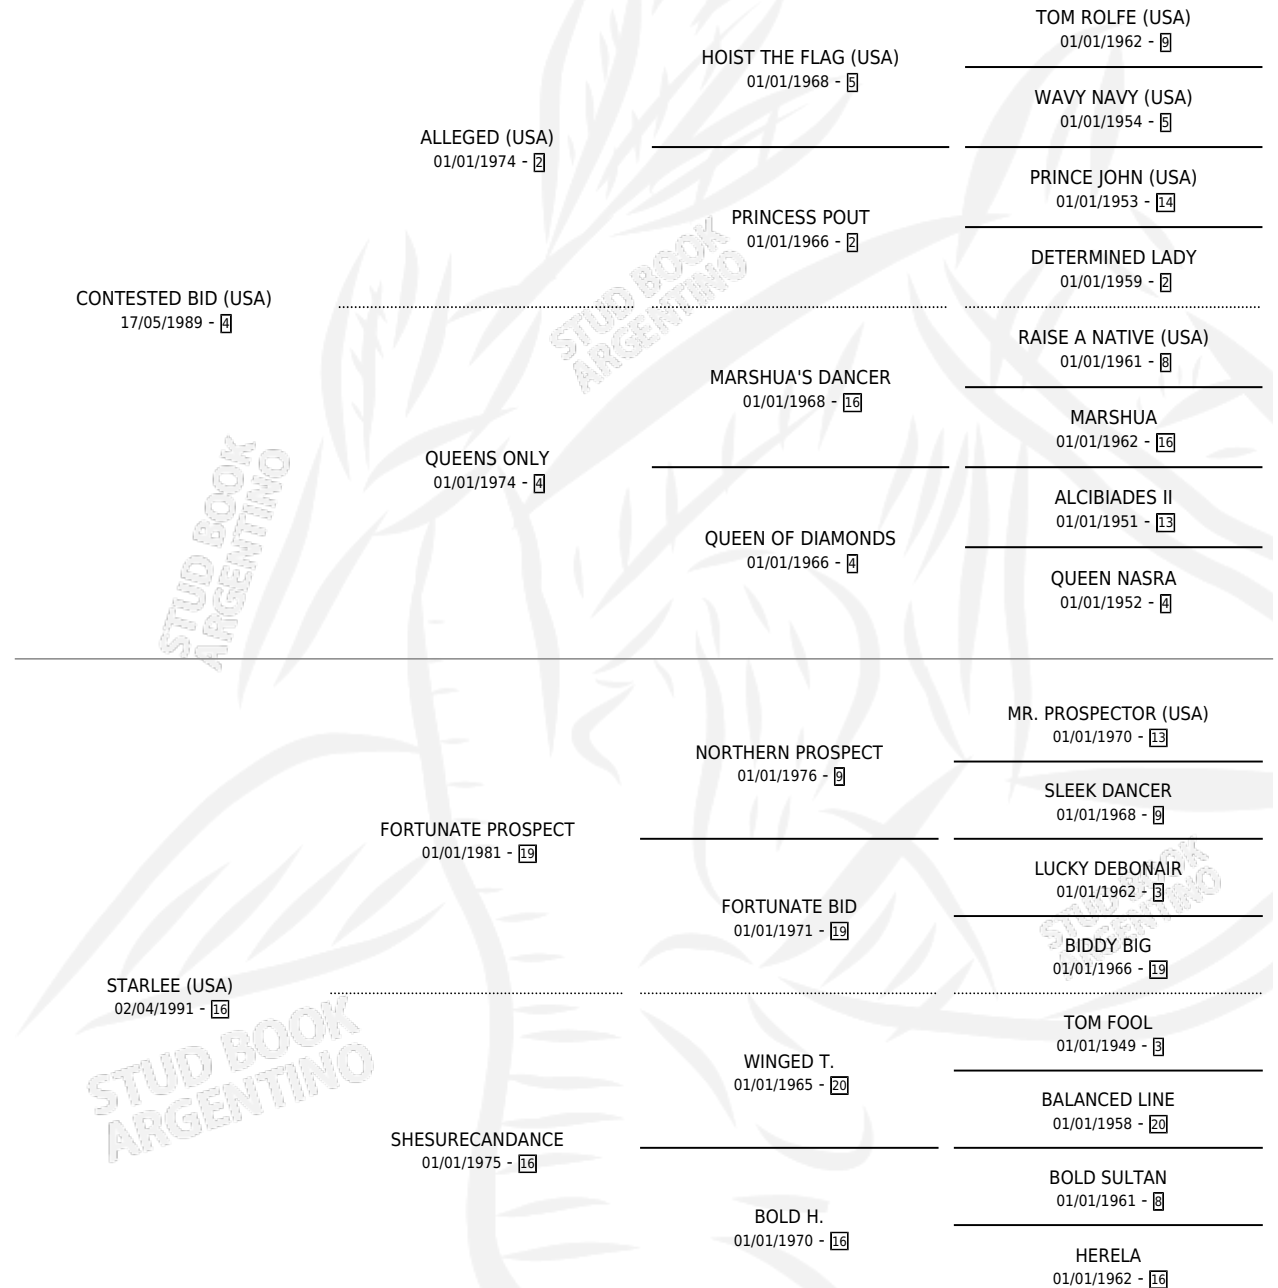 TOM ROLFE (USA)
01/01/1962 - 9
HOIST THE FLAG (USA)
01/01/1968 - 5
WAVY NAVY (USA)
01/01/1954 - 5
ALLEGED (USA)
01/01/1974 - 2
PRINCE JOHN (USA)
01/01/1953 - 14
PRINCESS POUT
01/01/1966 - 2
DETERMINED LADY
01/01/1959 - 2
CONTESTED BID (USA)
17/05/1989 - 4
RAISE A NATIVE (USA)
01/01/1961 - 8
MARSHUA'S DANCER
01/01/1968 - 16
MARSHUA
01/01/1962 - 16
QUEENS ONLY
01/01/1974 - 4
ALCIBIADES II
01/01/1951 - 13
QUEEN OF DIAMONDS
01/01/1966 - 4
QUEEN NASRA
01/01/1952 - 4
MR. PROSPECTOR (USA)
01/01/1970 - 13
NORTHERN PROSPECT
01/01/1976 - 9
SLEEK DANCER
01/01/1968 - 9
FORTUNATE PROSPECT
01/01/1981 - 19
LUCKY DEBONAIR
01/01/1962 - 3
FORTUNATE BID
01/01/1971 - 19
BIDDY BIG
01/01/1966 - 19
STARLEE (USA)
02/04/1991 - 16
TOM FOOL
01/01/1949 - 3
WINGED T.
01/01/1965 - 20
BALANCED LINE
01/01/1958 - 20
SHESURECANDANCE
01/01/1975 - 16
BOLD SULTAN
01/01/1961 - 8
BOLD H.
01/01/1970 - 16
HERELA
01/01/1962 - 16
STUD BOOK
ARGENTINO
STUD BOOK
ARGENTINO
STUD BOOK
ARGENTINO
STUD BOOK
ARGENTINO